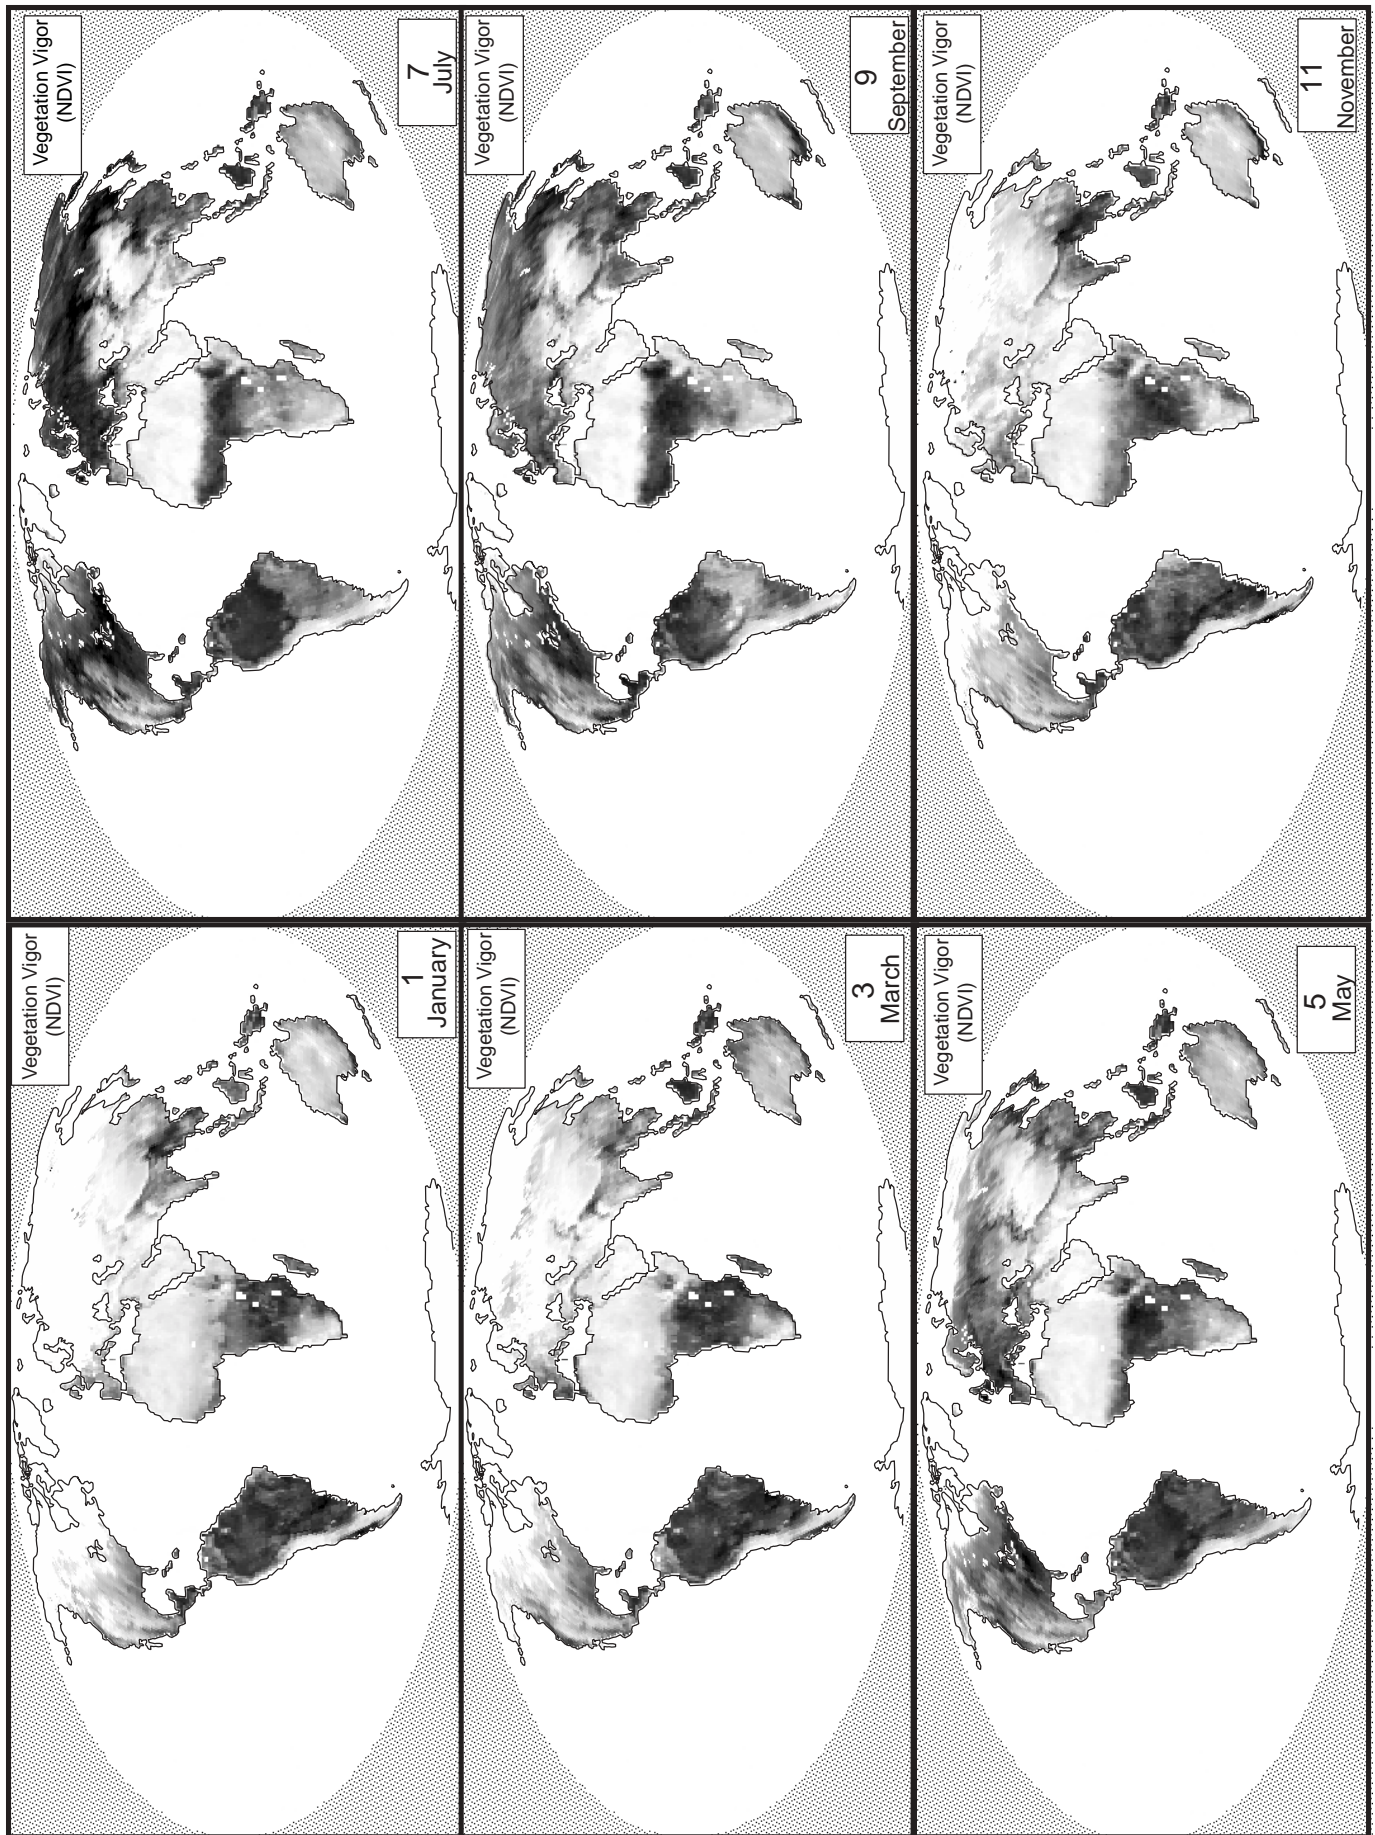 Vegetation Vigor
(NDVI)
1
January
Vegetation Vigor
(NDVI)
7
July
Vegetation Vigor
(NDVI)
3
March
Vegetation Vigor
(NDVI)
9
September
Vegetation Vigor
(NDVI)
5
May
Vegetation Vigor
(NDVI)
11
November